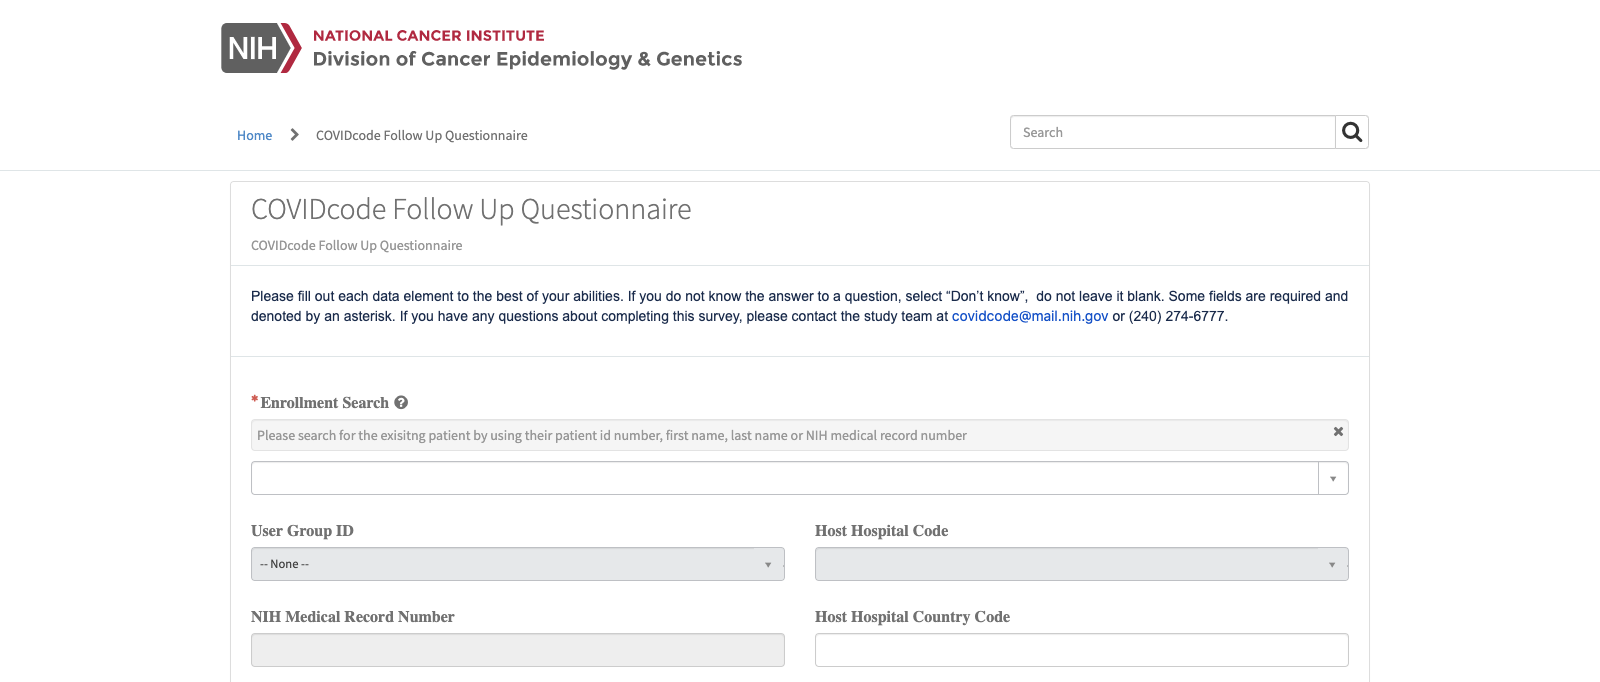 NIH
NATIONAL CANCER INSTITUTE
Division of Cancer Epidemiology & Genetics
Home
COVIDcode Follow Up Questionnaire
Search
COVIDcode Follow Up Questionnaire
COVIDcode Follow Up Questionnaire
Please fill out each data element to the best of your abilities. If you do not know the answer to a question, select “Don’t know”,  do not leave it blank. Some fields are required and
denoted by an asterisk. If you have any questions about completing this survey, please contact the study team at covidcode@mail.nih.gov or (240) 274-6777.
* Enrollment Search
Please search for the exisitng patient by using their patient id number, first name, last name or NIH medical record number
User Group ID
Host Hospital Code
-- None --
NIH Medical Record Number
Host Hospital Country Code